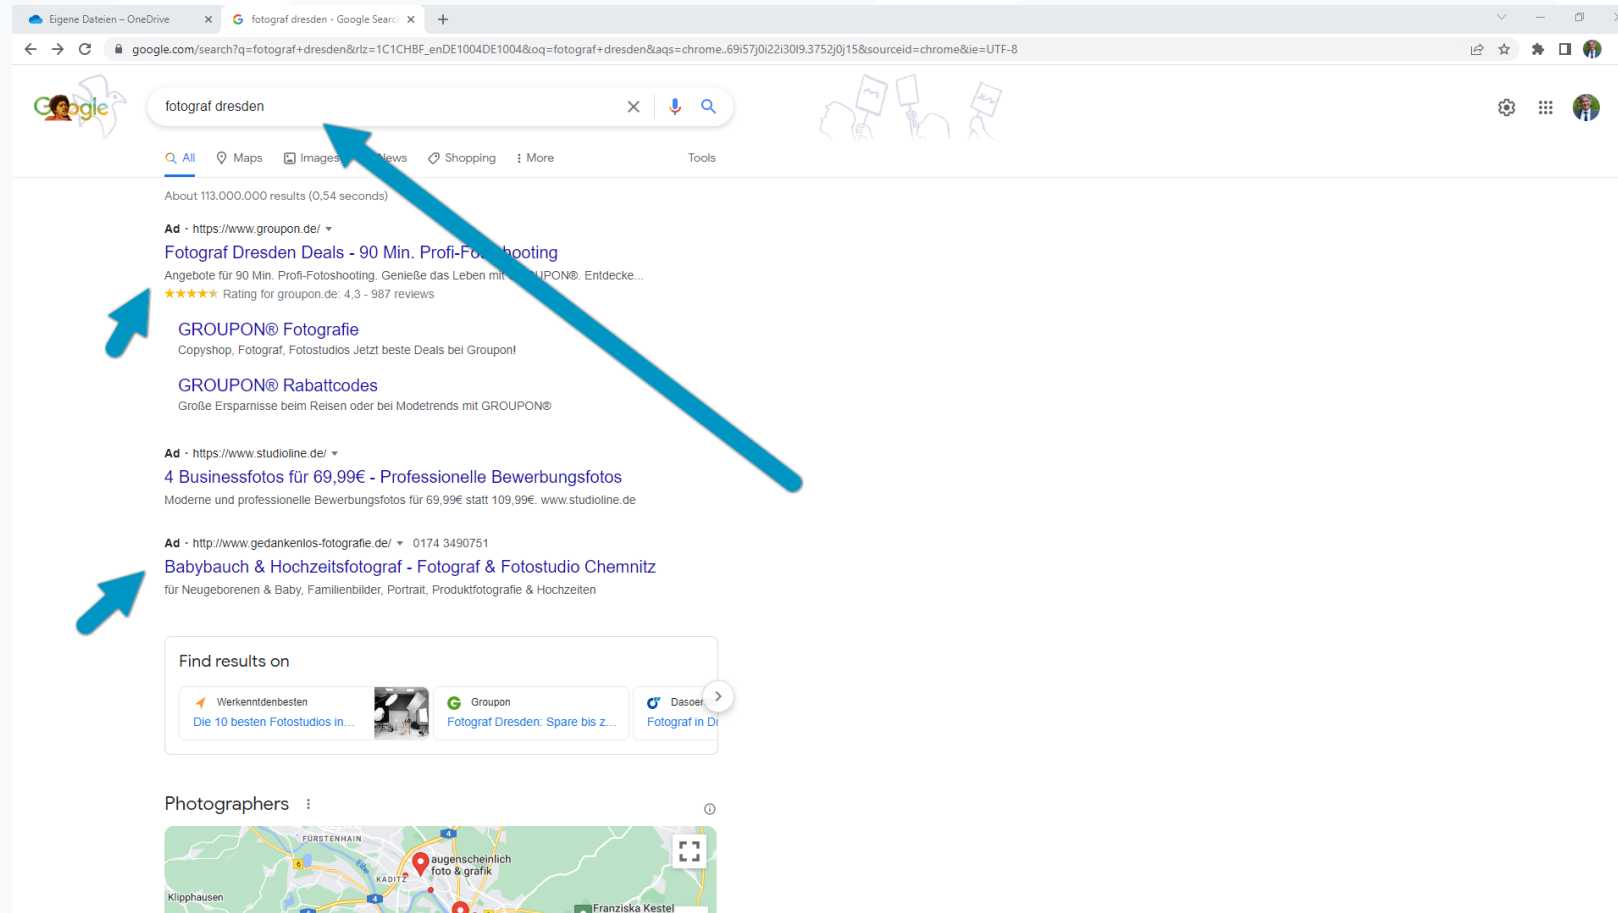 Eigene Dateien – OneDrive
fotograf dresden - Google Searc
google.com/search?q=fotograf+dresden&rlz=1C1CHBF_enDE1004DE1004&oq=fotograf+dresden&aqs=chrome..69i57j0i22i30l9.3752j0j15&sourceid=chrome&ie=UTF-8
Google
fotograf dresden
All
Maps
Images
News
Shopping
More
Tools
About 113.000.000 results (0,54 seconds)
Ad · https://www.groupon.de/
Fotograf Dresden Deals - 90 Min. Profi-Fotoshooting
Angebote für 90 Min. Profi-Fotoshooting. Genieße das Leben mit GROUPON®. Entdecke...
Rating for groupon.de: 4,3 - 987 reviews
GROUPON® Fotografie
Copyshop, Fotograf, Fotostudios Jetzt beste Deals bei Groupon!
GROUPON® Rabattcodes
Große Ersparnisse beim Reisen oder bei Modetrends mit GROUPON®
Ad · https://www.studioline.de/
4 Businessfotos für 69,99€ - Professionelle Bewerbungsfotos
Moderne und professionelle Bewerbungsfotos für 69,99€ statt 109,99€. www.studioline.de
Ad · http://www.gedankenlos-fotografie.de/ 0174 3490751
Babybauch & Hochzeitsfotograf - Fotograf & Fotostudio Chemnitz
für Neugeborenen & Baby, Familienbilder, Portrait, Produktfotografie & Hochzeiten
Find results on
Werkenntdenbesten
Die 10 besten Fotostudios in...
Groupon
Fotograf Dresden: Spare bis z...
Dasoer
Fotograf in Dr
Photographers
FÜRSTENHAIN
4
6
Elbe
augenscheinlich
foto & grafik
KADITZ
Klipphausen
4
Franziska Kestel